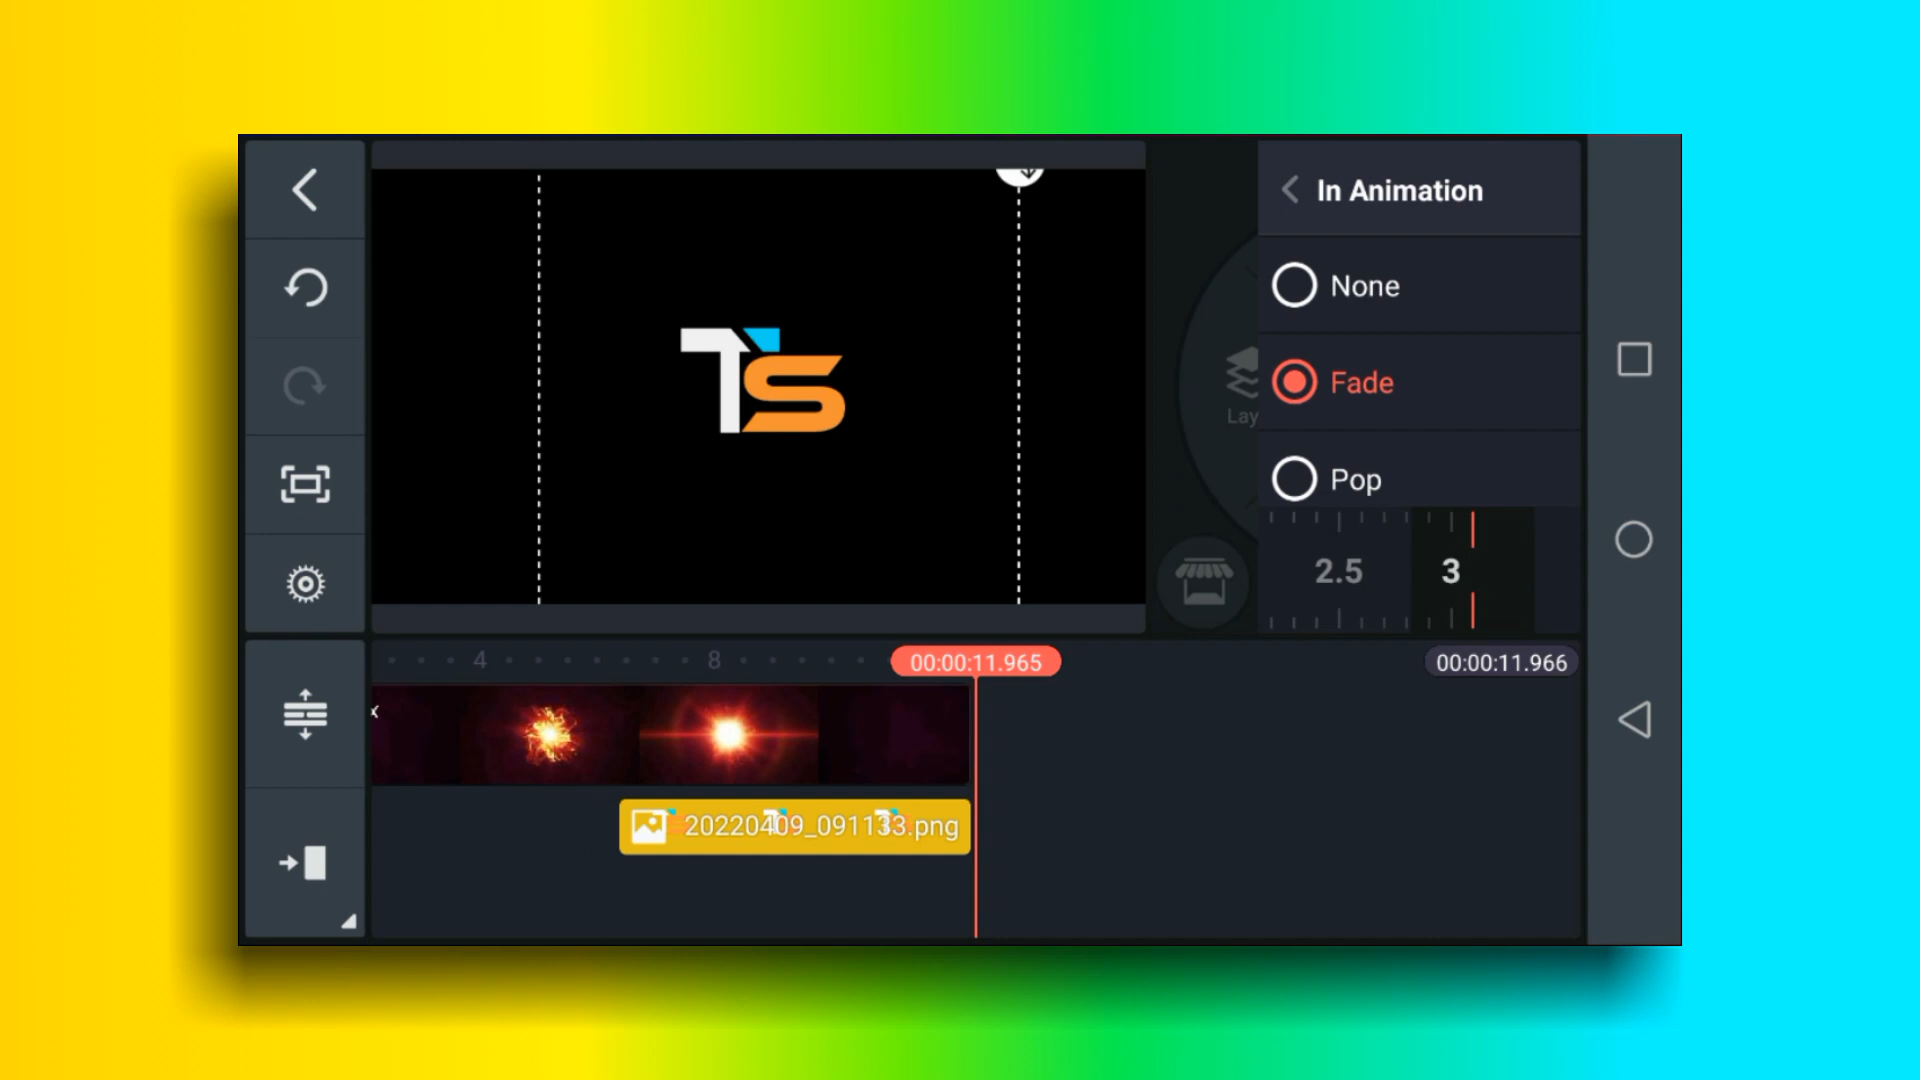 In Animation
None
Fade
Pop
Lay
2.5
3
TS
4
8
00:00:11.965
00:00:11.966
20220409_091133.png